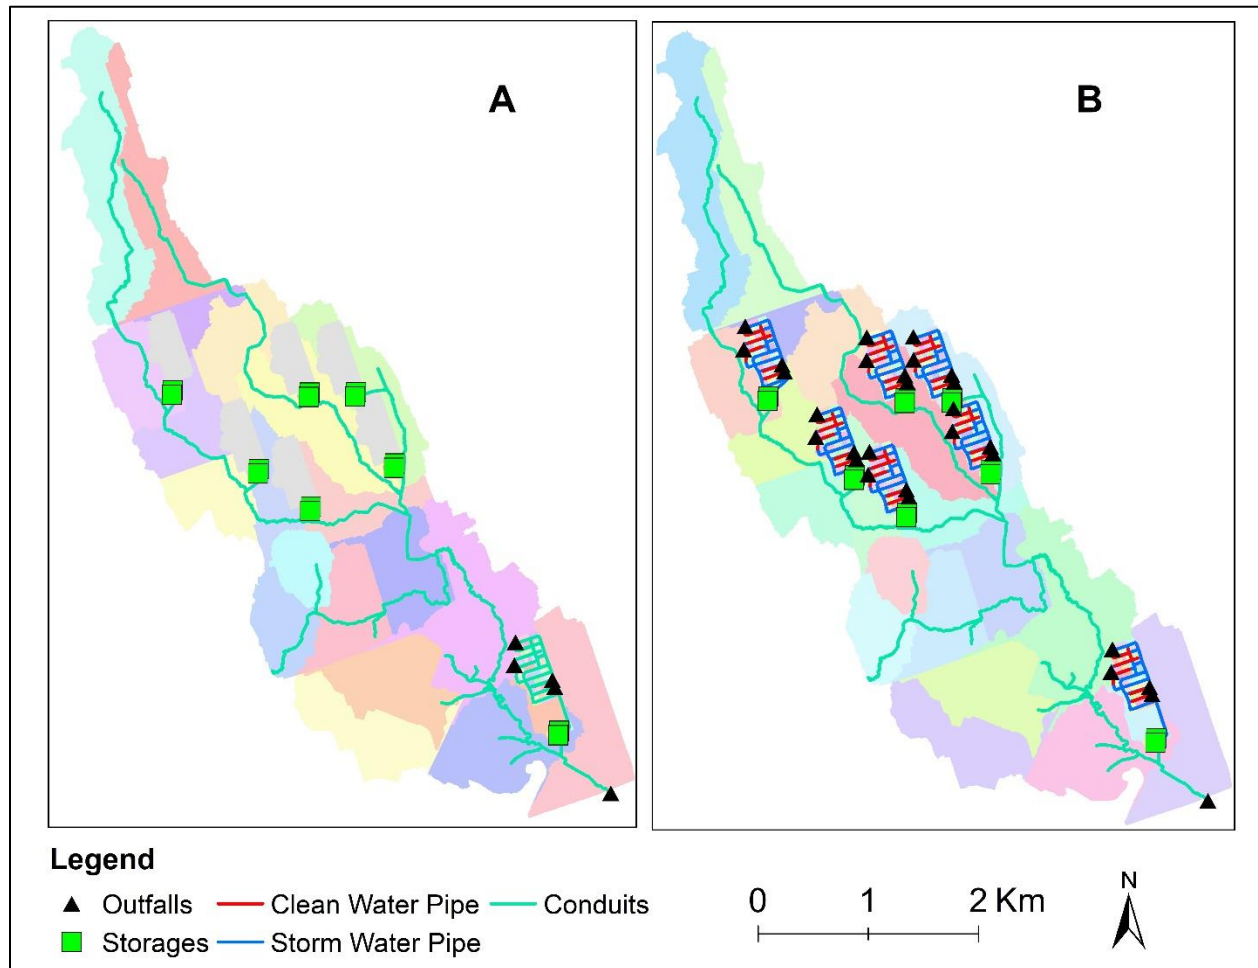 A
B
Legend
Outfalls Clean Water Pipe Conduits
Storages Storm Water Pipe
0 1 2 Km
N